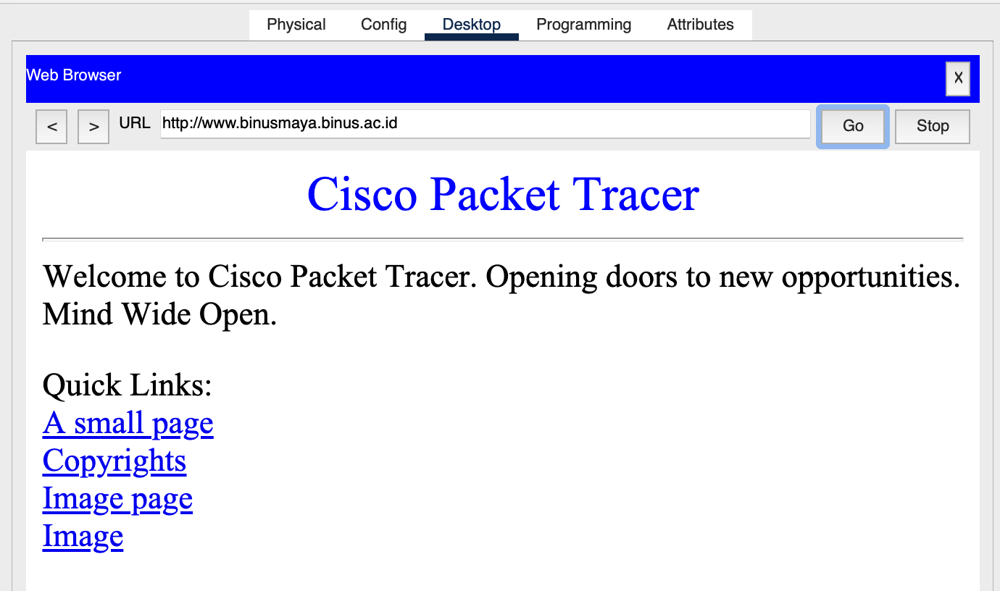 Physical Config Desktop Programming Attributes
Web Browser X
< > URL http://www.binusmaya.binus.ac.id Go Stop
Cisco Packet Tracer
Welcome to Cisco Packet Tracer. Opening doors to new opportunities.
Mind Wide Open.
Quick Links:
A small page
Copyrights
Image page
Image